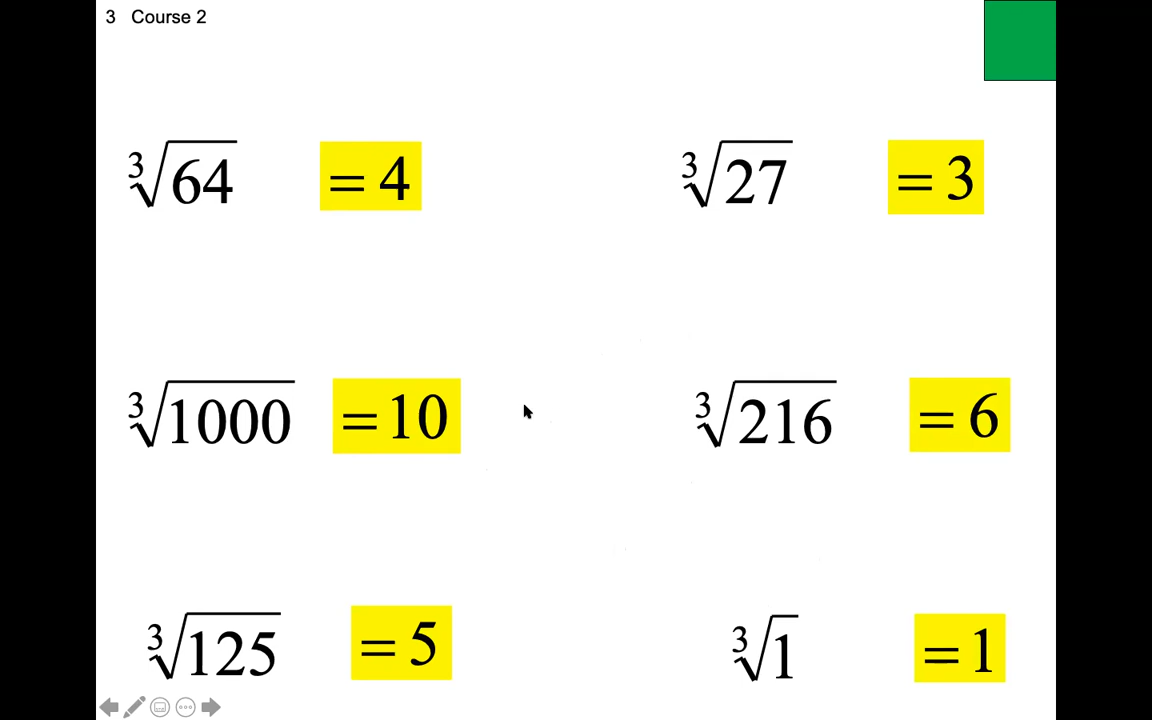 3 Course 2
∛64 = 4
∛27 = 3
∛1000 = 10
∛216 = 6
∛125 = 5
∛1 = 1